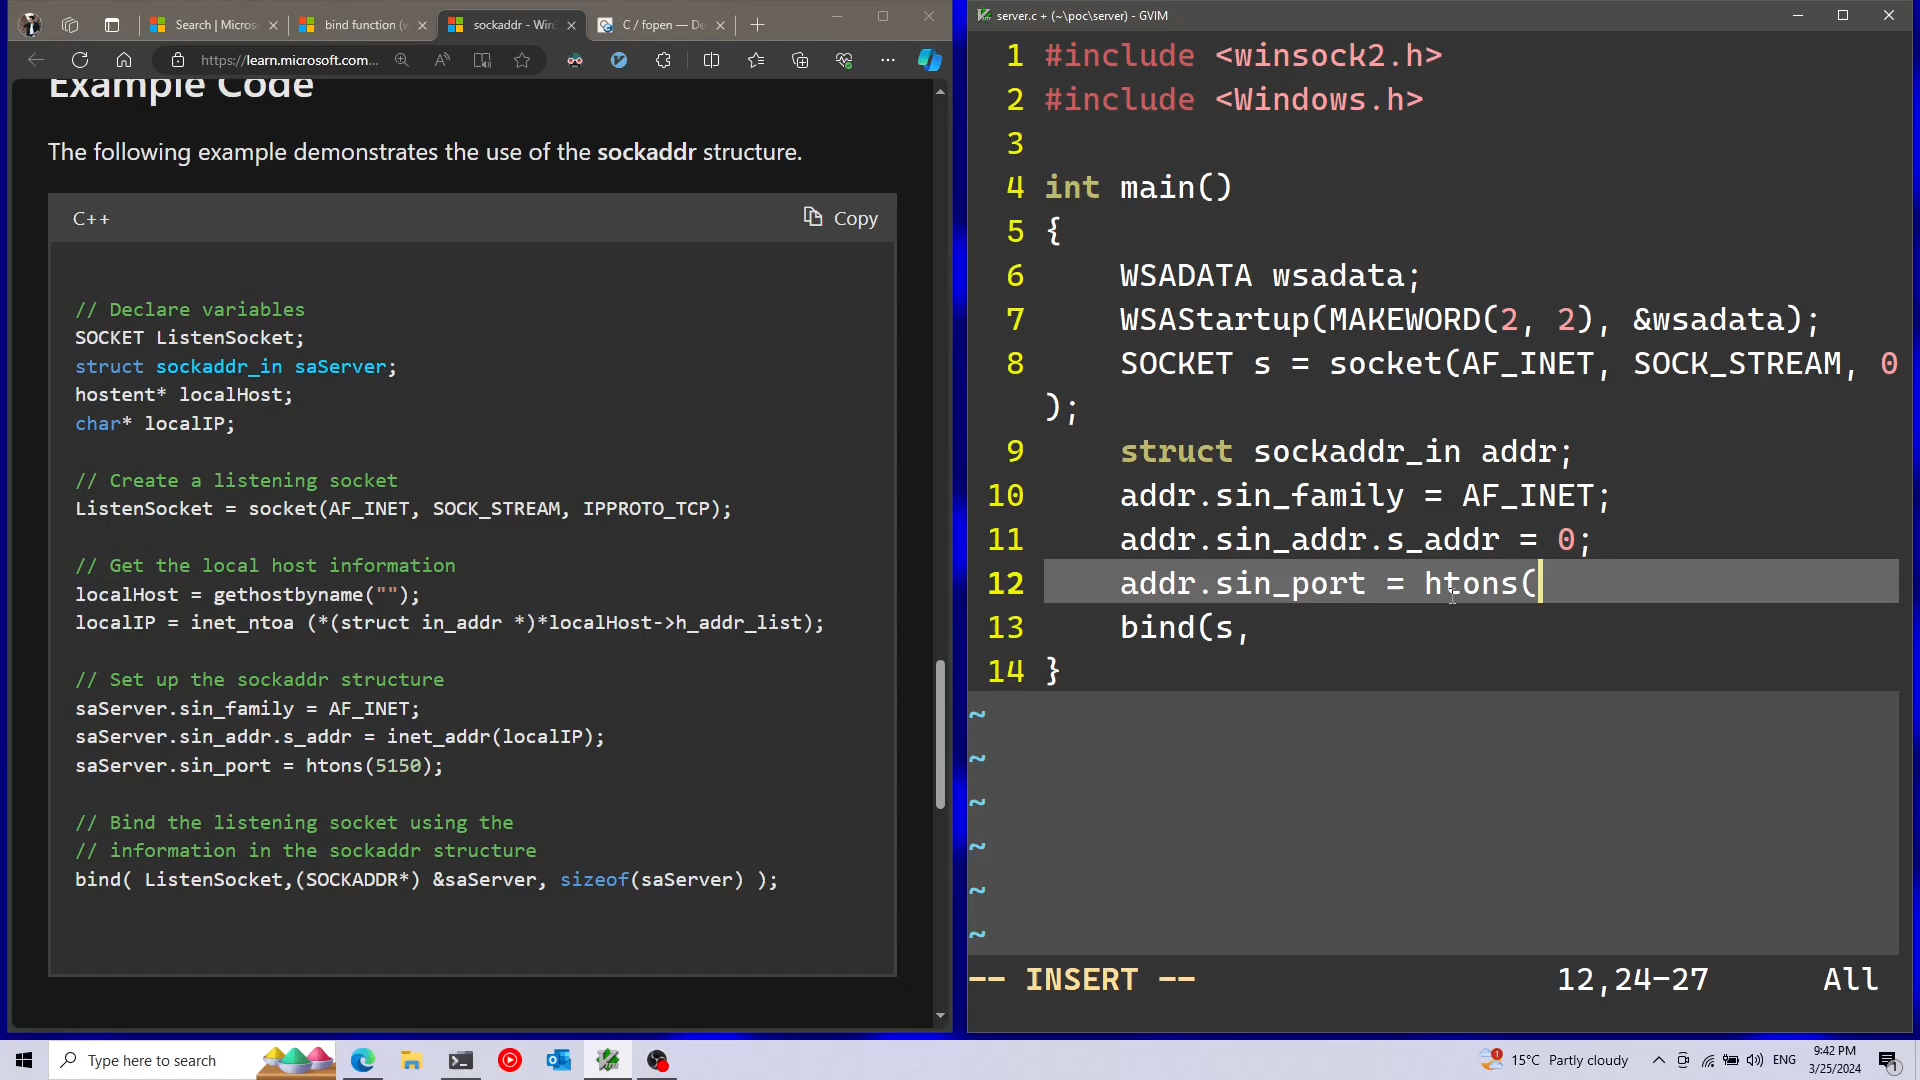 Search | Micros
bind function (w
sockaddr - Win
C / fopen — De
https://learn.microsoft.com...
Example Code
The following example demonstrates the use of the sockaddr structure.
C++
Copy
// Declare variables
SOCKET ListenSocket;
struct sockaddr_in saServer;
hostent* localHost;
char* localIP;
// Create a listening socket
ListenSocket = socket(AF_INET, SOCK_STREAM, IPPROTO_TCP);
// Get the local host information
localHost = gethostbyname("");
localIP = inet_ntoa (*(struct in_addr *)*localHost->h_addr_list);
// Set up the sockaddr structure
saServer.sin_family = AF_INET;
saServer.sin_addr.s_addr = inet_addr(localIP);
saServer.sin_port = htons(5150);
// Bind the listening socket using the
// information in the sockaddr structure
bind( ListenSocket,(SOCKADDR*) &saServer, sizeof(saServer) );
server.c + (~\poc\server) - GVIM
1 #include <winsock2.h>
2 #include <Windows.h>
3
4 int main()
5 {
6 WSADATA wsadata;
7 WSAStartup(MAKEWORD(2, 2), &wsadata);
8 SOCKET s = socket(AF_INET, SOCK_STREAM, 0
);
9 struct sockaddr_in addr;
10 addr.sin_family = AF_INET;
11 addr.sin_addr.s_addr = 0;
12 addr.sin_port = htons(
13 bind(s,
14 }
~
~
~
~
~
~
-- INSERT -- 12,24-27 All
Type here to search
1
15°C Partly cloudy
ENG
9:42 PM
3/25/2024
1